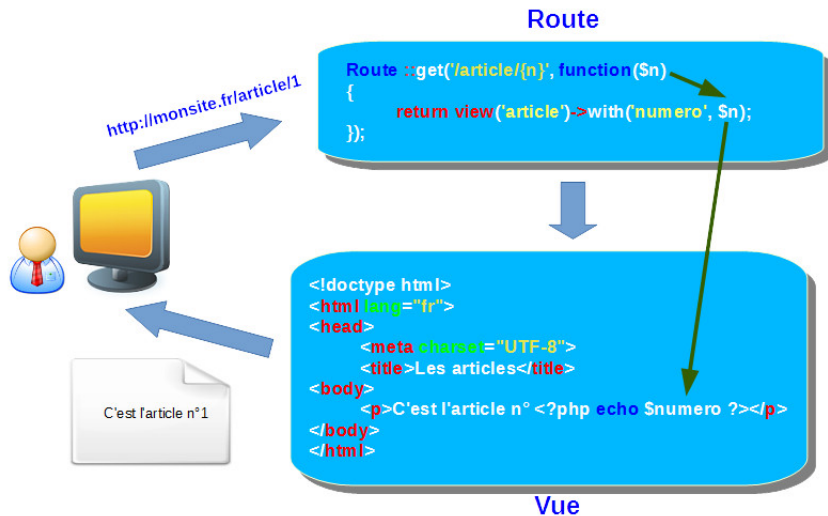 Route
http://monsite.fr/article/1
Route ::get('/article/{n}', function($n)
{
return view('article')->with('numero', $n);
});
<!doctype html>
<html lang="fr">
<head>
<meta charset="UTF-8">
<title>Les articles</title>
<body>
<p>C'est l'article n° <?php echo $numero ?></p>
</body>
</html>
C'est l'article n°1
Vue